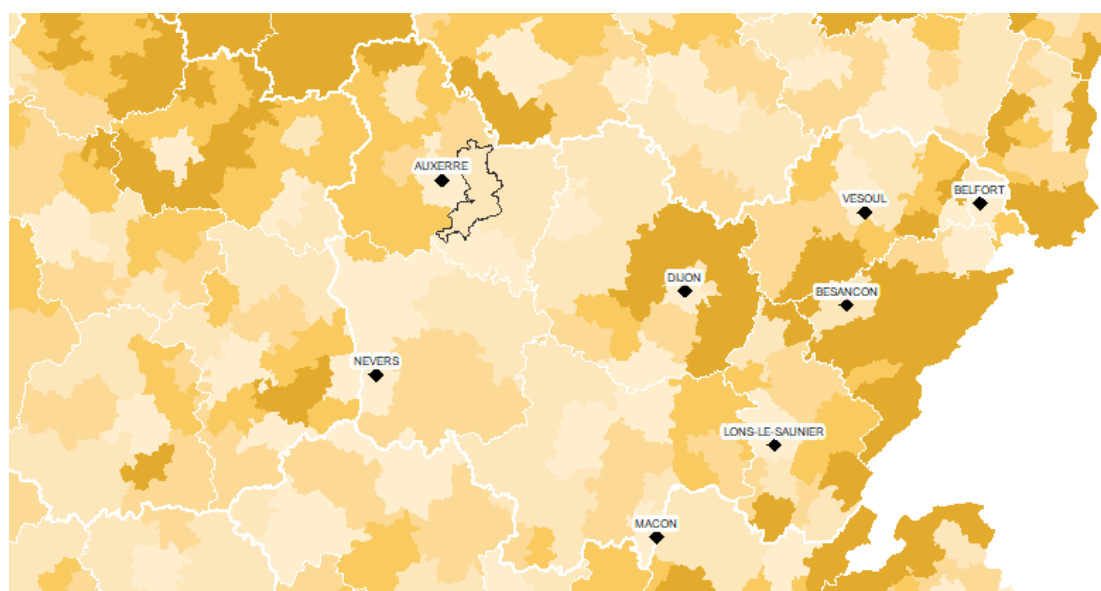 AUXERRE
BELFORT
VESOUL
DIJON
BESANCON
NEVERS
LONS-LE-SAUNIER
MACON